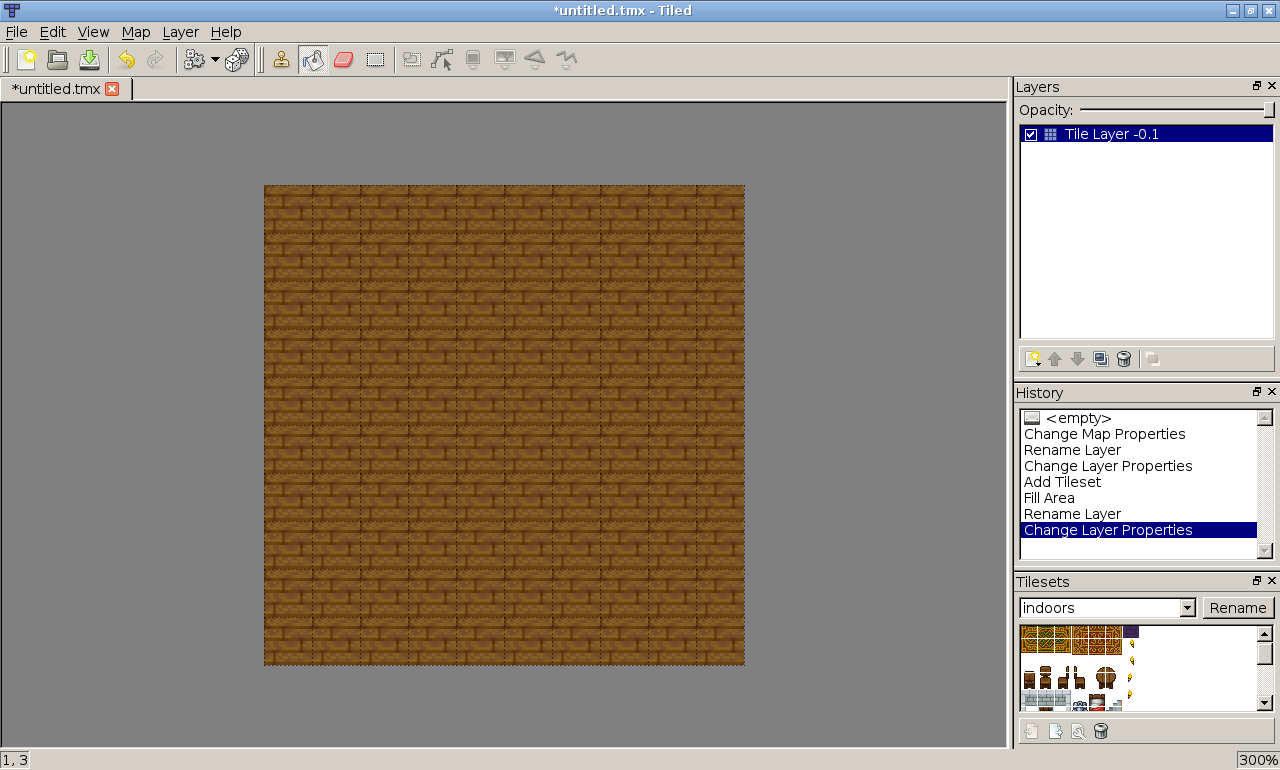 *untitled.tmx - Tiled
File Edit View Map Layer Help
*untitled.tmx
Layers
Opacity:
Tile Layer -0.1
History
<empty>
Change Map Properties
Rename Layer
Change Layer Properties
Add Tileset
Fill Area
Rename Layer
Change Layer Properties
Tilesets
indoors Rename
1, 3
300%